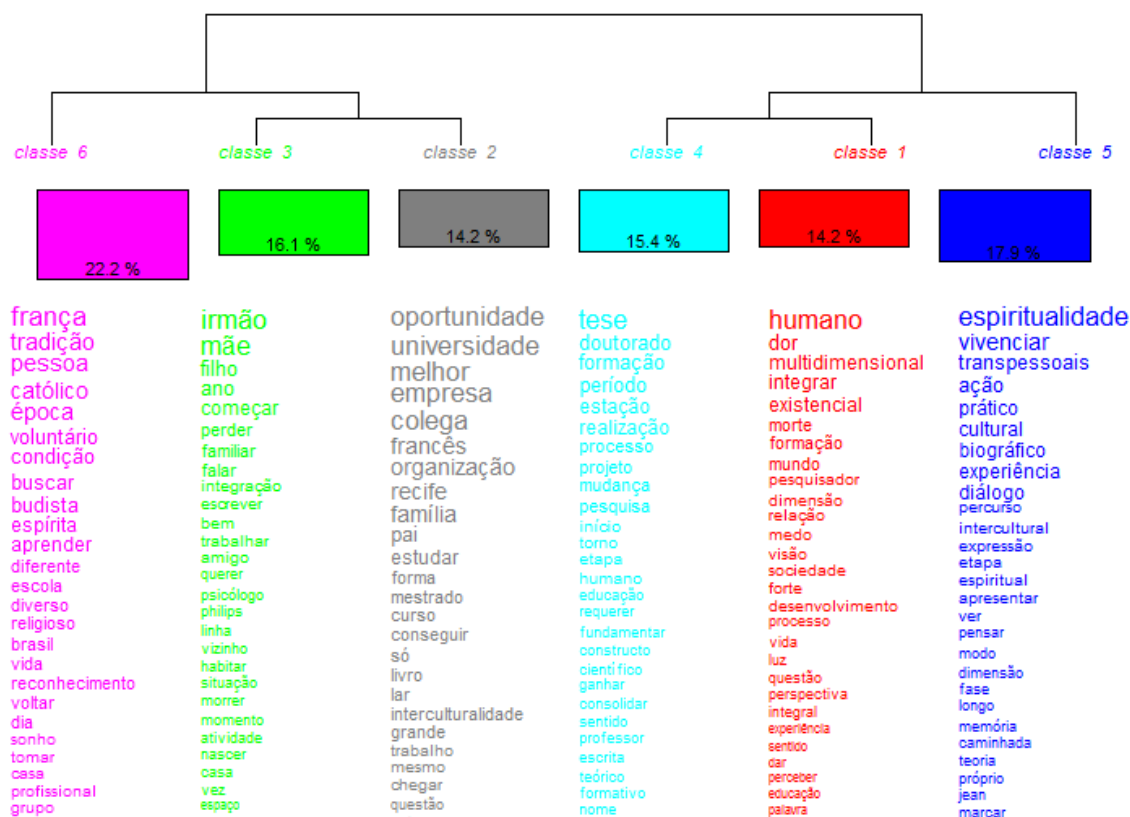 classe 6
classe 3
classe 2
classe 4
classe 1
classe 5
22.2 %
16.1 %
14.2 %
15.4 %
14.2 %
17.9 %
frança
tradição
pessoa
católico
época
voluntário
condição
buscar
budista
espírita
aprender
diferente
escola
diverso
religioso
brasil
vida
reconhecimento
voltar
dia
sonho
tomar
casa
profissional
grupo
irmão
mãe
filho
ano
começar
perder
familiar
falar
integração
escrever
bem
trabalhar
amigo
querer
psicólogo
philips
linha
vizinho
habitar
situação
morrer
momento
atividade
nascer
casa
vez
espaço
oportunidade
universidade
melhor
empresa
colega
francês
organização
recife
família
pai
estudar
forma
mestrado
curso
conseguir
só
livro
lar
interculturalidade
grande
trabalho
mesmo
chegar
questão
tese
doutorado
formação
período
estação
realização
processo
projeto
mudança
pesquisa
início
torno
etapa
humano
educação
requerer
fundamentar
constructo
científico
ganhar
consolidar
sentido
professor
escrita
teórico
formativo
nome
humano
dor
multidimensional
integrar
existencial
morte
formação
mundo
pesquisador
dimensão
relação
medo
visão
sociedade
forte
desenvolvimento
processo
vida
luz
questão
perspectiva
integral
experiência
sentido
dar
perceber
educação
palavra
espiritualidade
vivenciar
transpessoais
ação
prático
cultural
biográfico
experiência
diálogo
percurso
intercultural
expressão
etapa
espiritual
apresentar
ver
pensar
modo
dimensão
fase
longo
memória
caminhada
teoria
próprio
jean
marcar